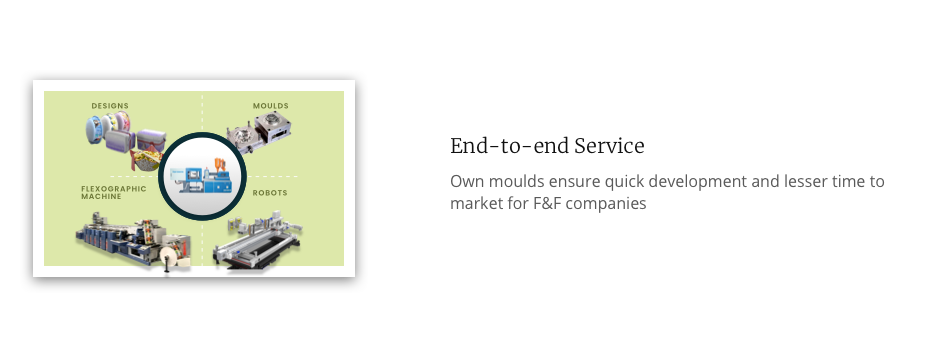 DESIGNS
MOULDS
FLEXOGRAPHIC
MACHINE
ROBOTS
End-to-end Service
Own moulds ensure quick development and lesser time to
market for F&F companies